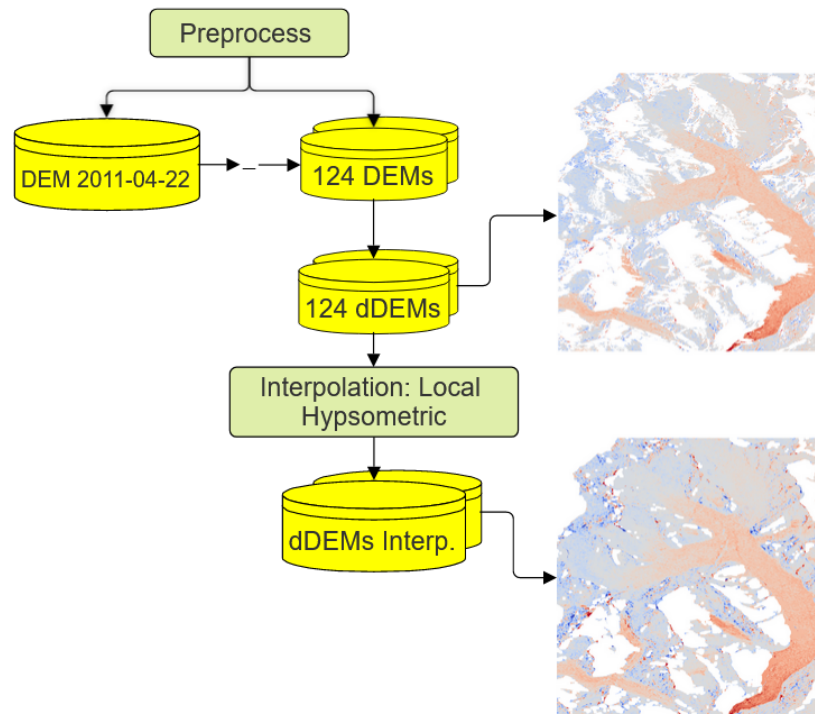 Preprocess
DEM 2011-04-22
–
124 DEMs
124 dDEMs
Interpolation: Local
Hypsometric
dDEMs Interp.